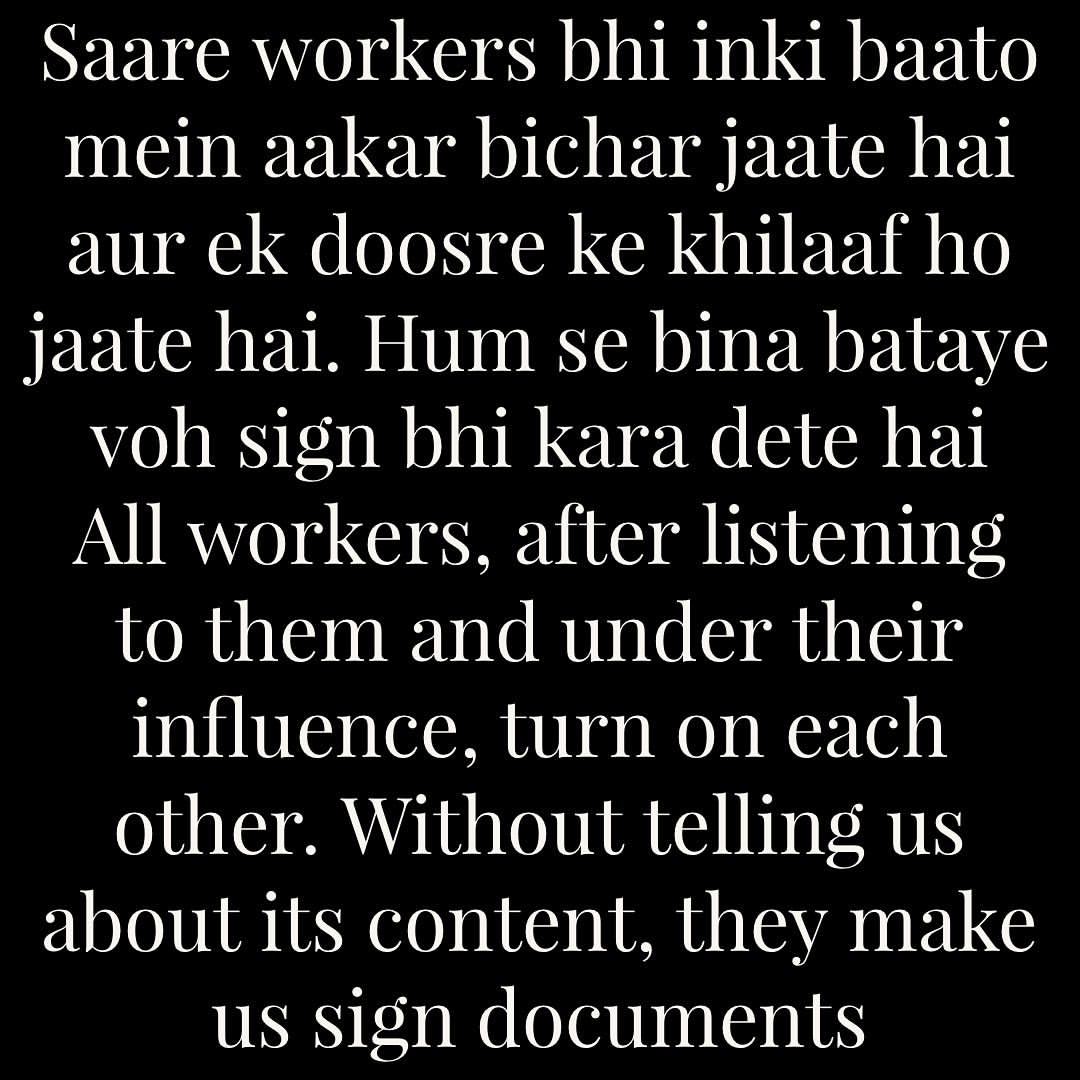 Saare workers bhi inki baato
mein aakar bichar jaate hai
aur ek doosre ke khilaaf ho
jaate hai. Hum se bina bataye
voh sign bhi kara dete hai
All workers, after listening
to them and under their
influence, turn on each
other. Without telling us
about its content, they make
us sign documents